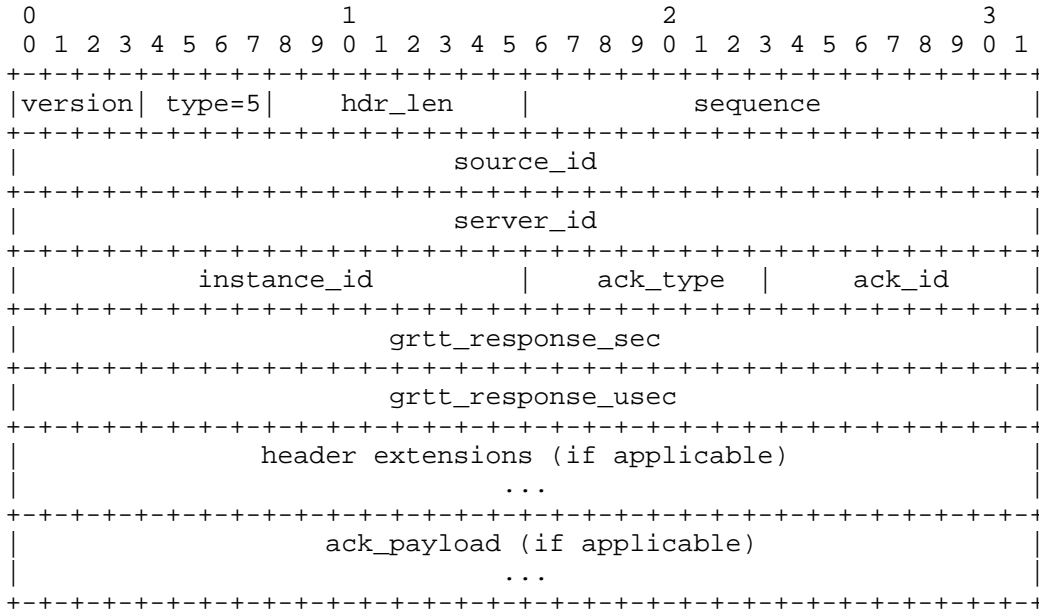 0                   1                   2                   3
0 1 2 3 4 5 6 7 8 9 0 1 2 3 4 5 6 7 8 9 0 1 2 3 4 5 6 7 8 9 0 1
+-+-+-+-+-+-+-+-+-+-+-+-+-+-+-+-+-+-+-+-+-+-+-+-+-+-+-+-+-+-+-+-+
|version| type=5|    hdr_len    |          sequence             |
+-+-+-+-+-+-+-+-+-+-+-+-+-+-+-+-+-+-+-+-+-+-+-+-+-+-+-+-+-+-+-+-+
|                           source_id                           |
+-+-+-+-+-+-+-+-+-+-+-+-+-+-+-+-+-+-+-+-+-+-+-+-+-+-+-+-+-+-+-+-+
|                           server_id                           |
+-+-+-+-+-+-+-+-+-+-+-+-+-+-+-+-+-+-+-+-+-+-+-+-+-+-+-+-+-+-+-+-+
|           instance_id         |    ack_type   |     ack_id    |
+-+-+-+-+-+-+-+-+-+-+-+-+-+-+-+-+-+-+-+-+-+-+-+-+-+-+-+-+-+-+-+-+
|                       grtt_response_sec                       |
+-+-+-+-+-+-+-+-+-+-+-+-+-+-+-+-+-+-+-+-+-+-+-+-+-+-+-+-+-+-+-+-+
|                       grtt_response_usec                      |
+-+-+-+-+-+-+-+-+-+-+-+-+-+-+-+-+-+-+-+-+-+-+-+-+-+-+-+-+-+-+-+-+
|               header extensions (if applicable)               |
|                              ...                              |
+-+-+-+-+-+-+-+-+-+-+-+-+-+-+-+-+-+-+-+-+-+-+-+-+-+-+-+-+-+-+-+-+
|                   ack_payload (if applicable)                 |
|                              ...                              |
+-+-+-+-+-+-+-+-+-+-+-+-+-+-+-+-+-+-+-+-+-+-+-+-+-+-+-+-+-+-+-+-+